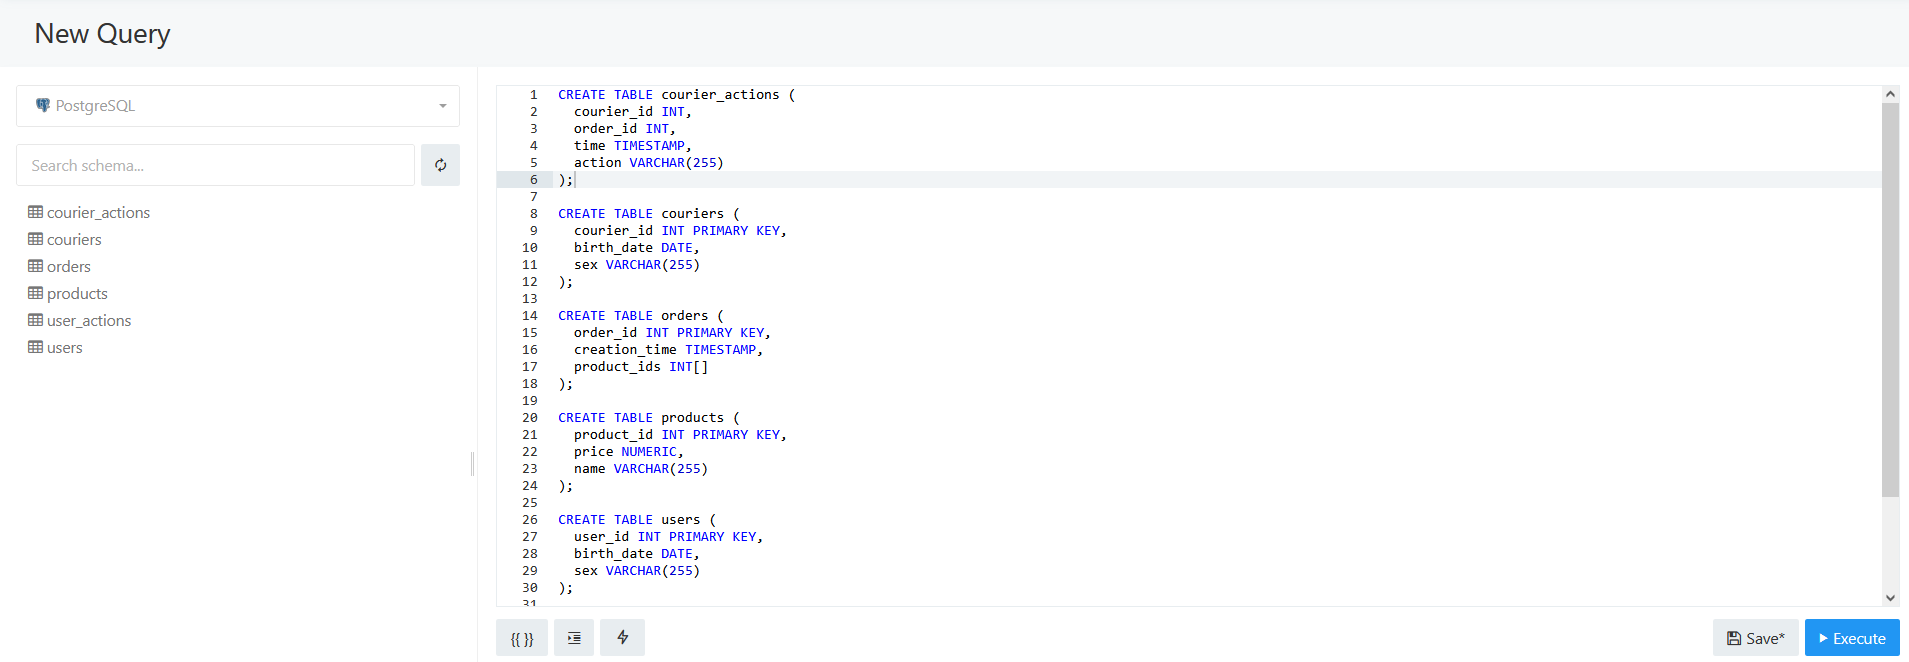 New Query
PostgreSQL
Search schema...
courier_actions
couriers
orders
products
user_actions
users
1 CREATE TABLE courier_actions (
2 courier_id INT,
3 order_id INT,
4 time TIMESTAMP,
5 action VARCHAR(255)
6 );
7
8 CREATE TABLE couriers (
9 courier_id INT PRIMARY KEY,
10 birth_date DATE,
11 sex VARCHAR(255)
12 );
13
14 CREATE TABLE orders (
15 order_id INT PRIMARY KEY,
16 creation_time TIMESTAMP,
17 product_ids INT[]
18 );
19
20 CREATE TABLE products (
21 product_id INT PRIMARY KEY,
22 price NUMERIC,
23 name VARCHAR(255)
24 );
25
26 CREATE TABLE users (
27 user_id INT PRIMARY KEY,
28 birth_date DATE,
29 sex VARCHAR(255)
30 );
31
{{ }}
Save*
Execute